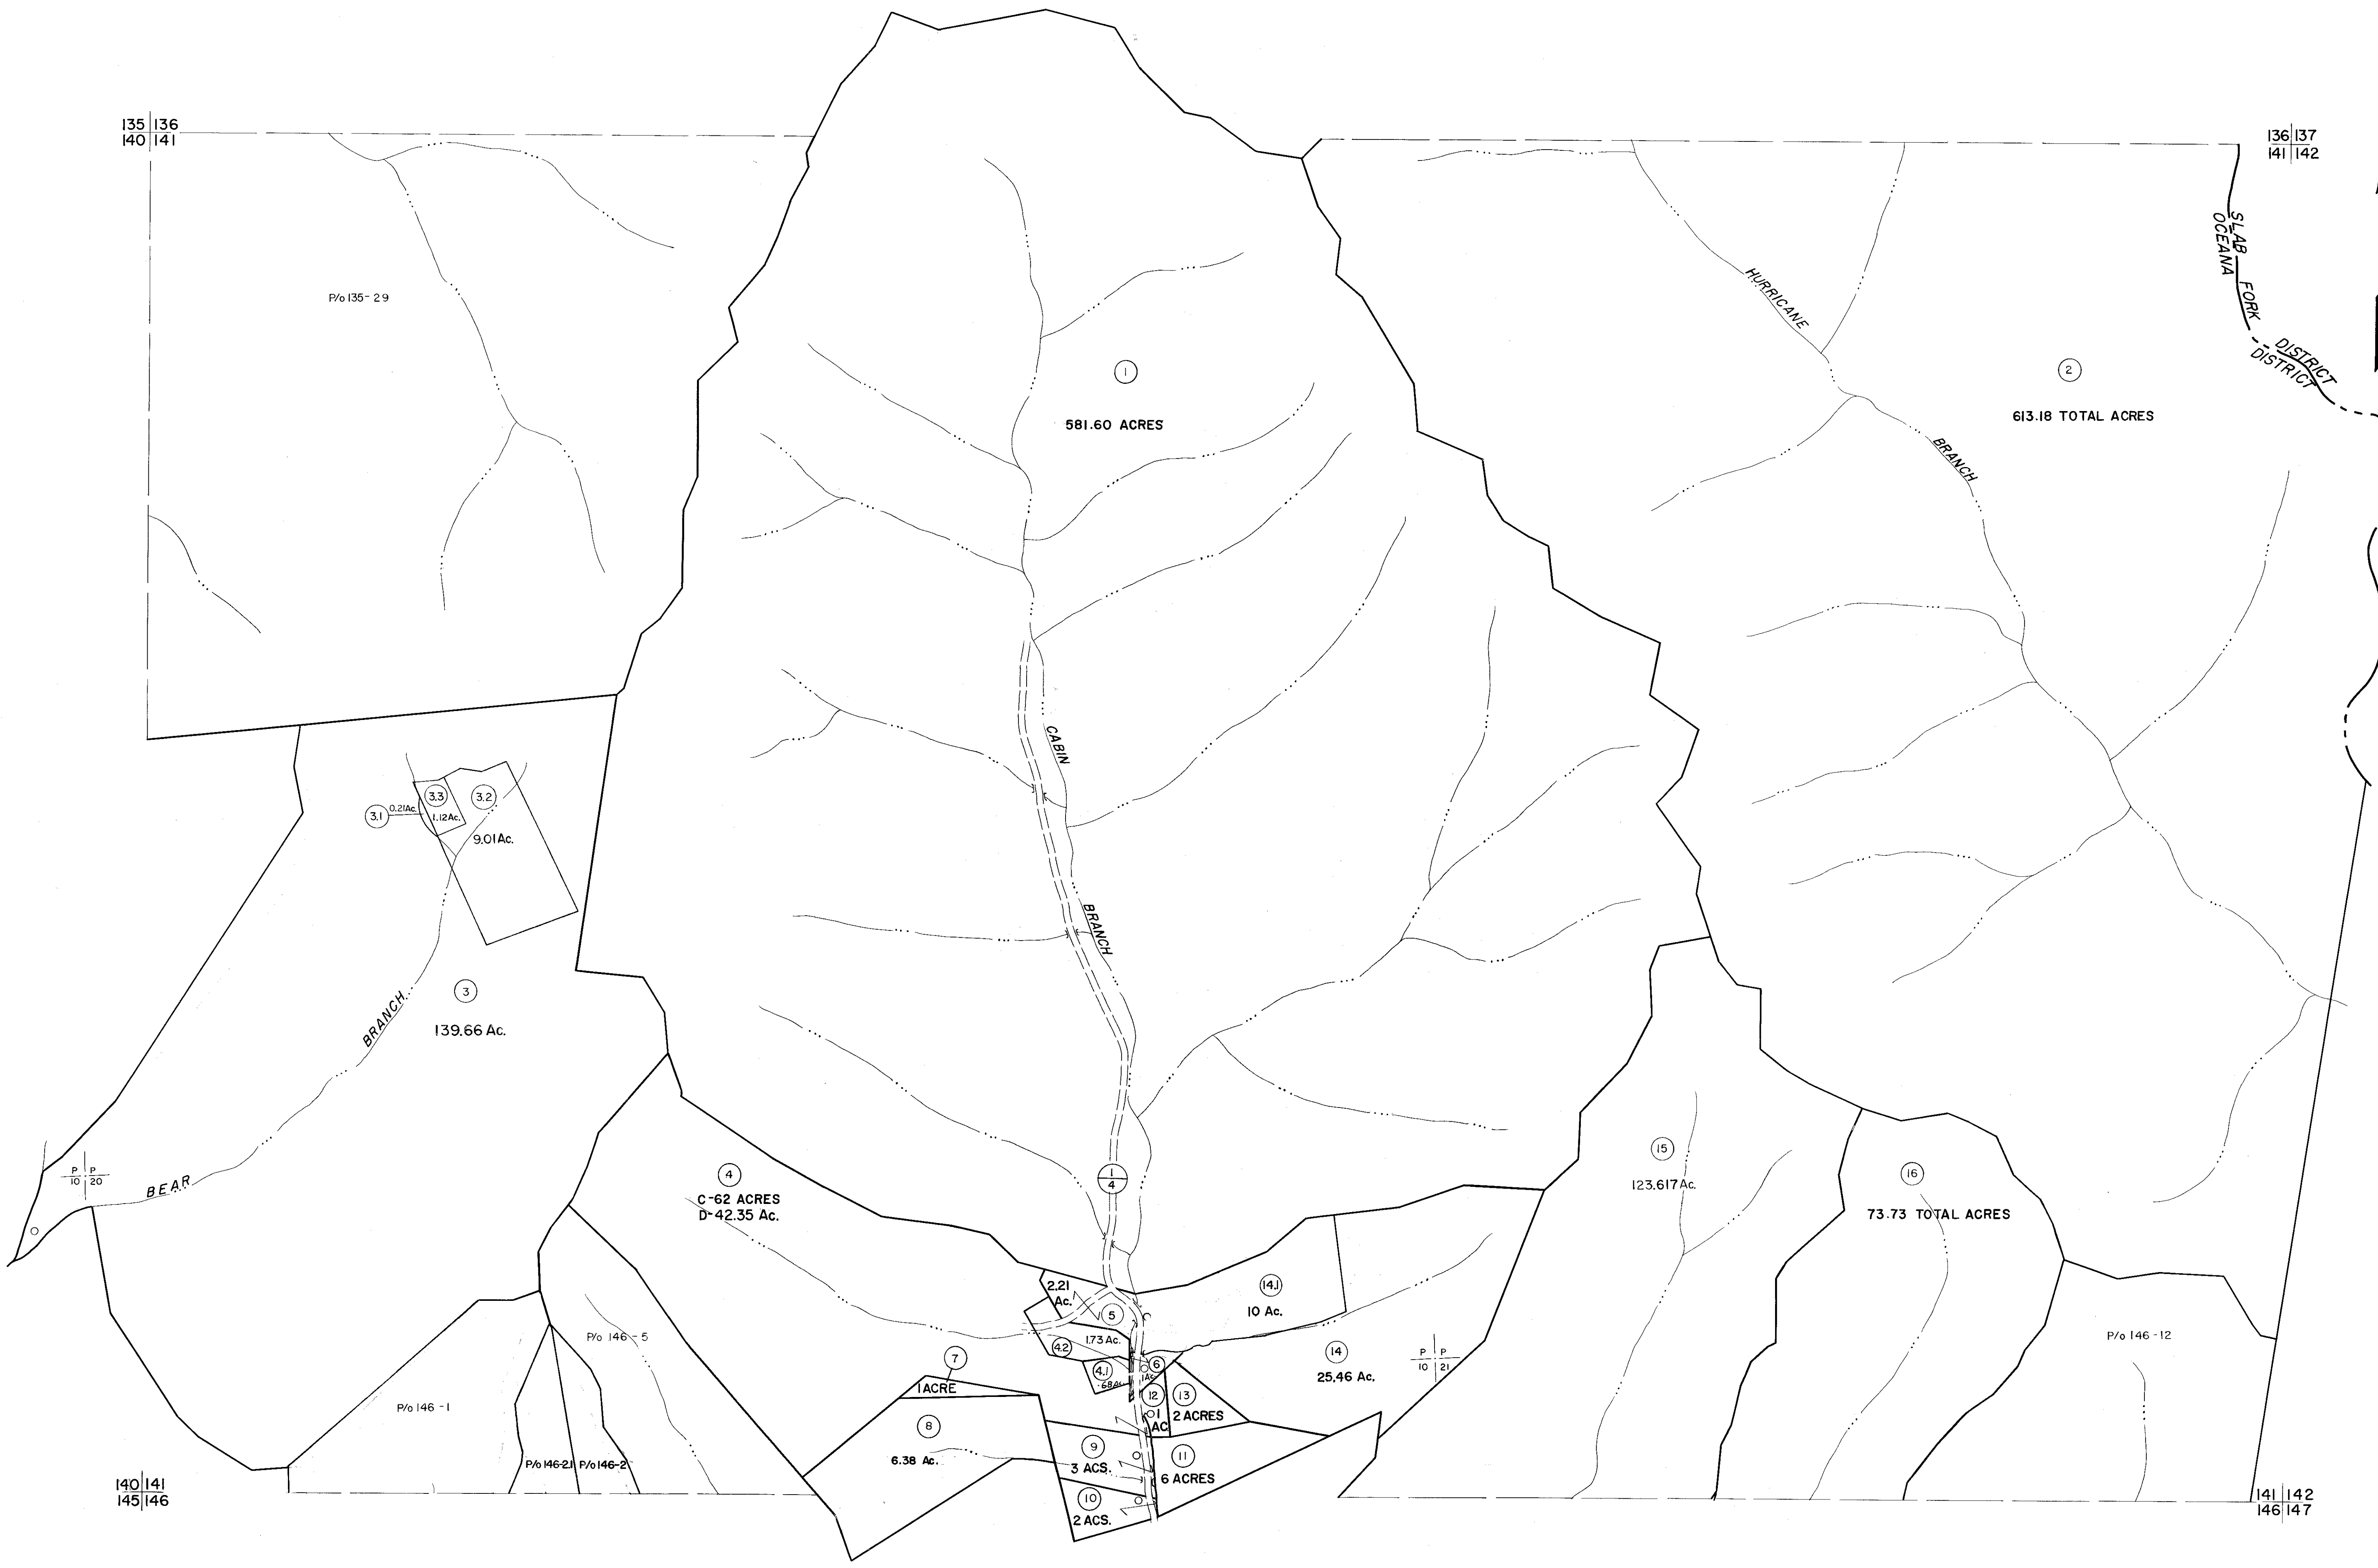 135 136
140 141
136 137
141 142
SLAB FORK DISTRICT
OCEANA DISTRICT
P/o 135-29
HURRICANE BRANCH
1
581.60 ACRES
2
613.18 TOTAL ACRES
CABIN BRANCH
3.1
0.21Ac.
3.3
1.12Ac.
3.2
9.01Ac.
3
139.66 Ac.
BEAR BRANCH
P P
10 20
4
C-62 ACRES
D-42.35 Ac.
1
4
15
123.617Ac.
16
73.73 TOTAL ACRES
2.21
Ac.
5
14.1
10 Ac.
1.73 Ac.
4.2
4.1
.68Ac.
6
1Ac.
14
25.46 Ac.
P P
10 21
P/o 146-12
P/o 146-5
P/o 146-1
P/o 146-2.1
P/o 146-2
7
1 ACRE
8
6.38 Ac.
12
1
AC
13
2 ACRES
9
3 ACS.
11
6 ACRES
10
2 ACS.
140 141
145 146
141 142
146 147